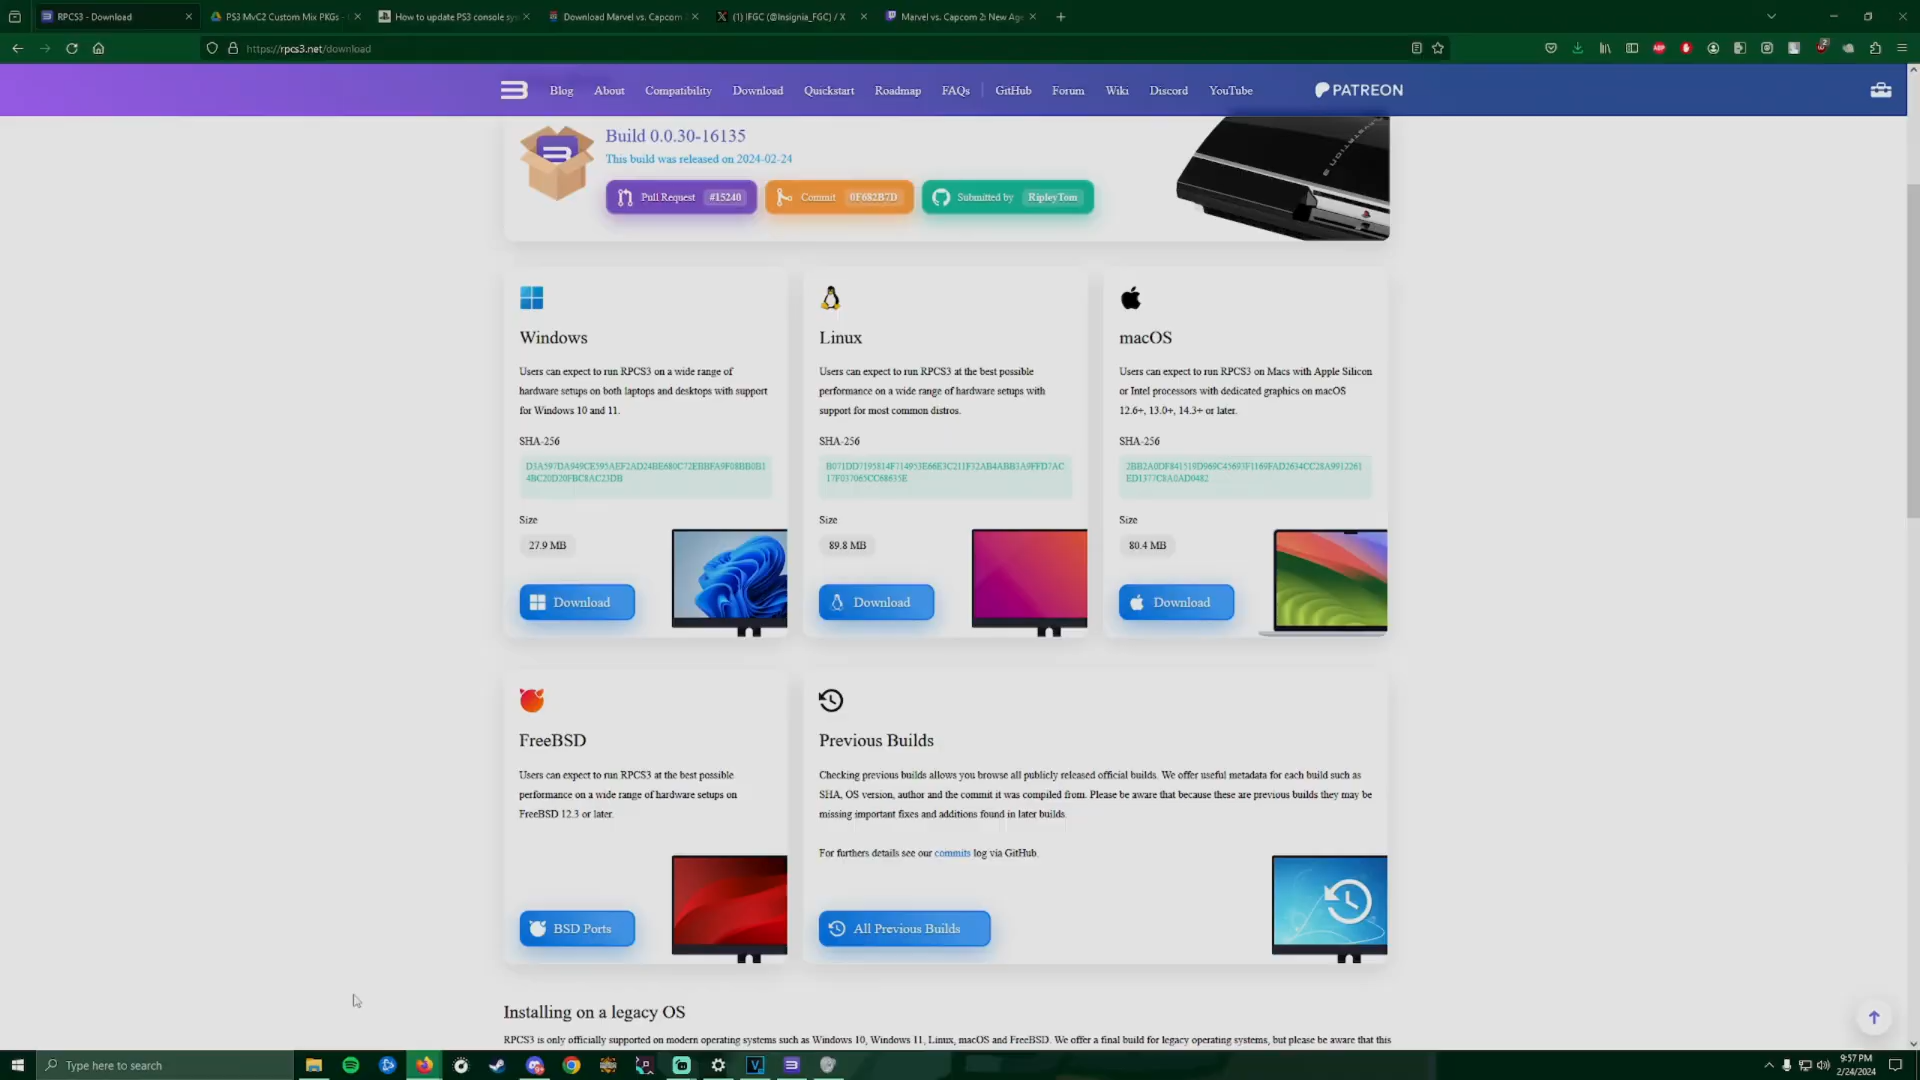 RPCS3 - Download
PS3 MvC2 Custom Mix PKGs -
How to update PS3 console sy
Download Marvel vs. Capcom
(1) IFGC (@Insignia_FGC) / X
Marvel vs. Capcom 2: New Ag
https://rpcs3.net/download
Blog About Compatibility Download Quickstart Roadmap FAQs GitHub Forum Wiki Discord YouTube PATREON
Build 0.0.30-16135
This build was released on 2024-02-24
Pull Request #15240 Commit 0F682B7D Submitted by RipleyTom
Windows
Users can expect to run RPCS3 on a wide range of
hardware setups on both laptops and desktops with support
for Windows 10 and 11.
SHA-256
Size
27.9 MB
Download
Linux
Users can expect to run RPCS3 at the best possible
performance on a wide range of hardware setups with
support for most common distros.
SHA-256
Size
89.8 MB
Download
macOS
Users can expect to run RPCS3 on Macs with Apple Silicon
or Intel processors with dedicated graphics on macOS
12.6+, 13.0+, 14.3+ or later.
SHA-256
Size
80.4 MB
Download
FreeBSD
Users can expect to run RPCS3 at the best possible
performance on a wide range of hardware setups on
FreeBSD 12.3 or later.
BSD Ports
Previous Builds
Checking previous builds allows you browse all publicly released official builds. We offer useful metadata for each build such as
SHA, OS version, author and the commit it was compiled from. Please be aware that because these are previous builds they may be
missing important fixes and additions found in later builds.
For furthers details see our commits log via GitHub.
All Previous Builds
Installing on a legacy OS
RPCS3 is only officially supported on modern operating systems such as Windows 10, Windows 11, Linux, macOS and FreeBSD. We offer a final build for legacy operating systems, but please be aware that this
Type here to search
9:57 PM
2/24/2024